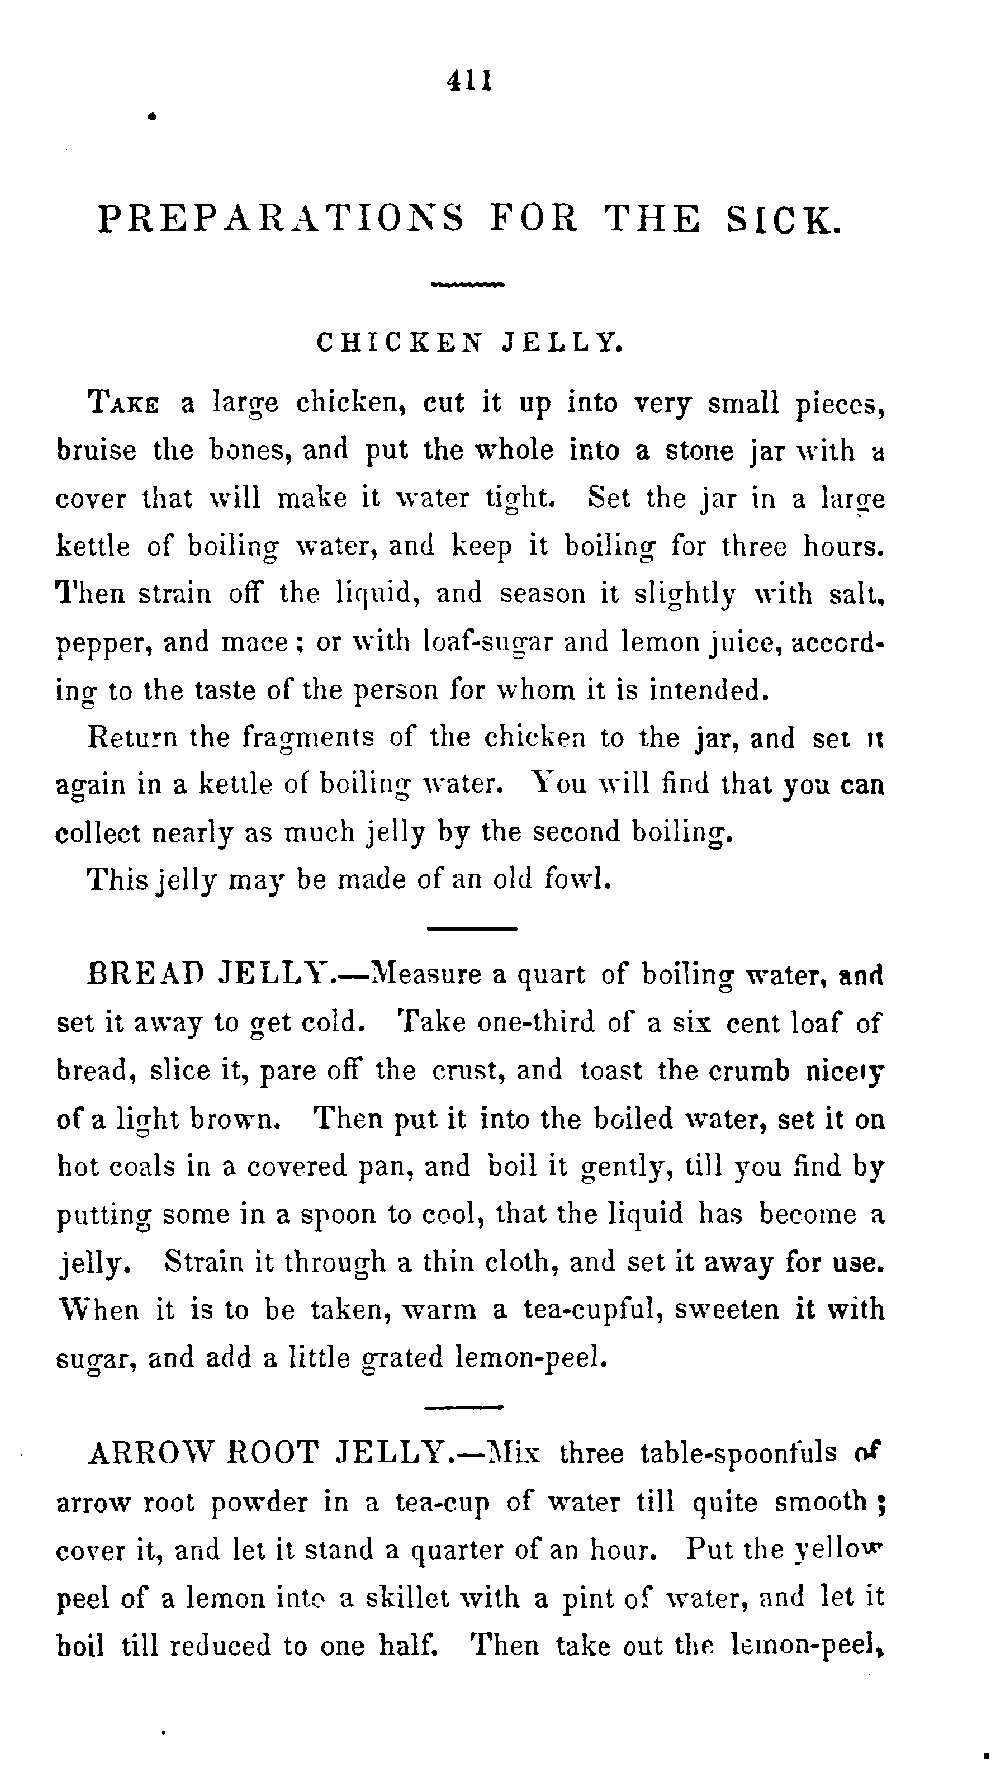 411
PREPARATIONS FOR THE SICK.
CHICKEN JELLY.
TAKE a large chicken, cut it up into very small pieces,
bruise the bones, and put the whole into a stone jar with a
cover that will make it water tight. Set the jar in a large
kettle of boiling water, and keep it boiling for three hours.
Then strain off the liquid, and season it slightly with salt,
pepper, and mace; or with loaf-sugar and lemon juice, accord-
ing to the taste of the person for whom it is intended.
Return the fragments of the chicken to the jar, and set it
again in a kettle of boiling water. You will find that you can
collect nearly as much jelly by the second boiling.
This jelly may be made of an old fowl.
BREAD JELLY.—Measure a quart of boiling water, and
set it away to get cold. Take one-third of a six cent loaf of
bread, slice it, pare off the crust, and toast the crumb nicely
of a light brown. Then put it into the boiled water, set it on
hot coals in a covered pan, and boil it gently, till you find by
putting some in a spoon to cool, that the liquid has become a
jelly. Strain it through a thin cloth, and set it away for use.
When it is to be taken, warm a tea-cupful, sweeten it with
sugar, and add a little grated lemon-peel.
ARROW ROOT JELLY.—Mix three table-spoonfuls of
arrow root powder in a tea-cup of water till quite smooth;
cover it, and let it stand a quarter of an hour. Put the yellow
peel of a lemon into a skillet with a pint of water, and let it
boil till reduced to one half. Then take out the lemon-peel,